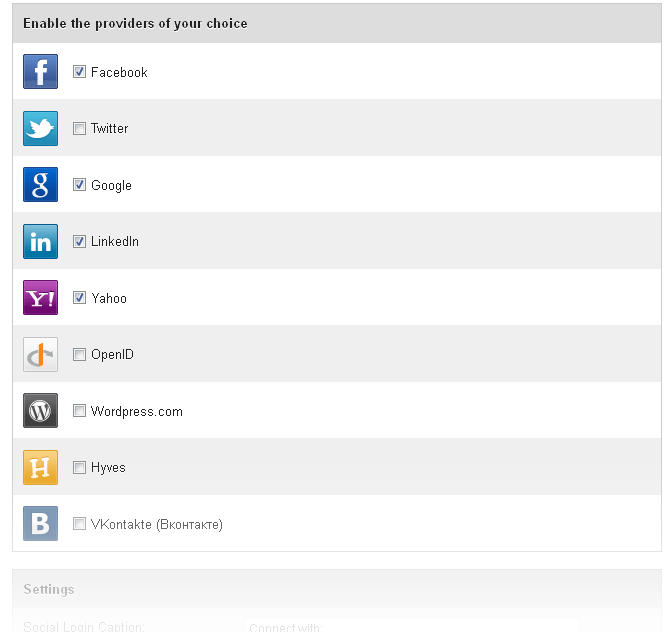 Enable the providers of your choice
Facebook
Twitter
Google
LinkedIn
Yahoo
OpenID
Wordpress.com
Hyves
VKontakte (Вконтакте)
Settings
Social Login Caption: Connect with: